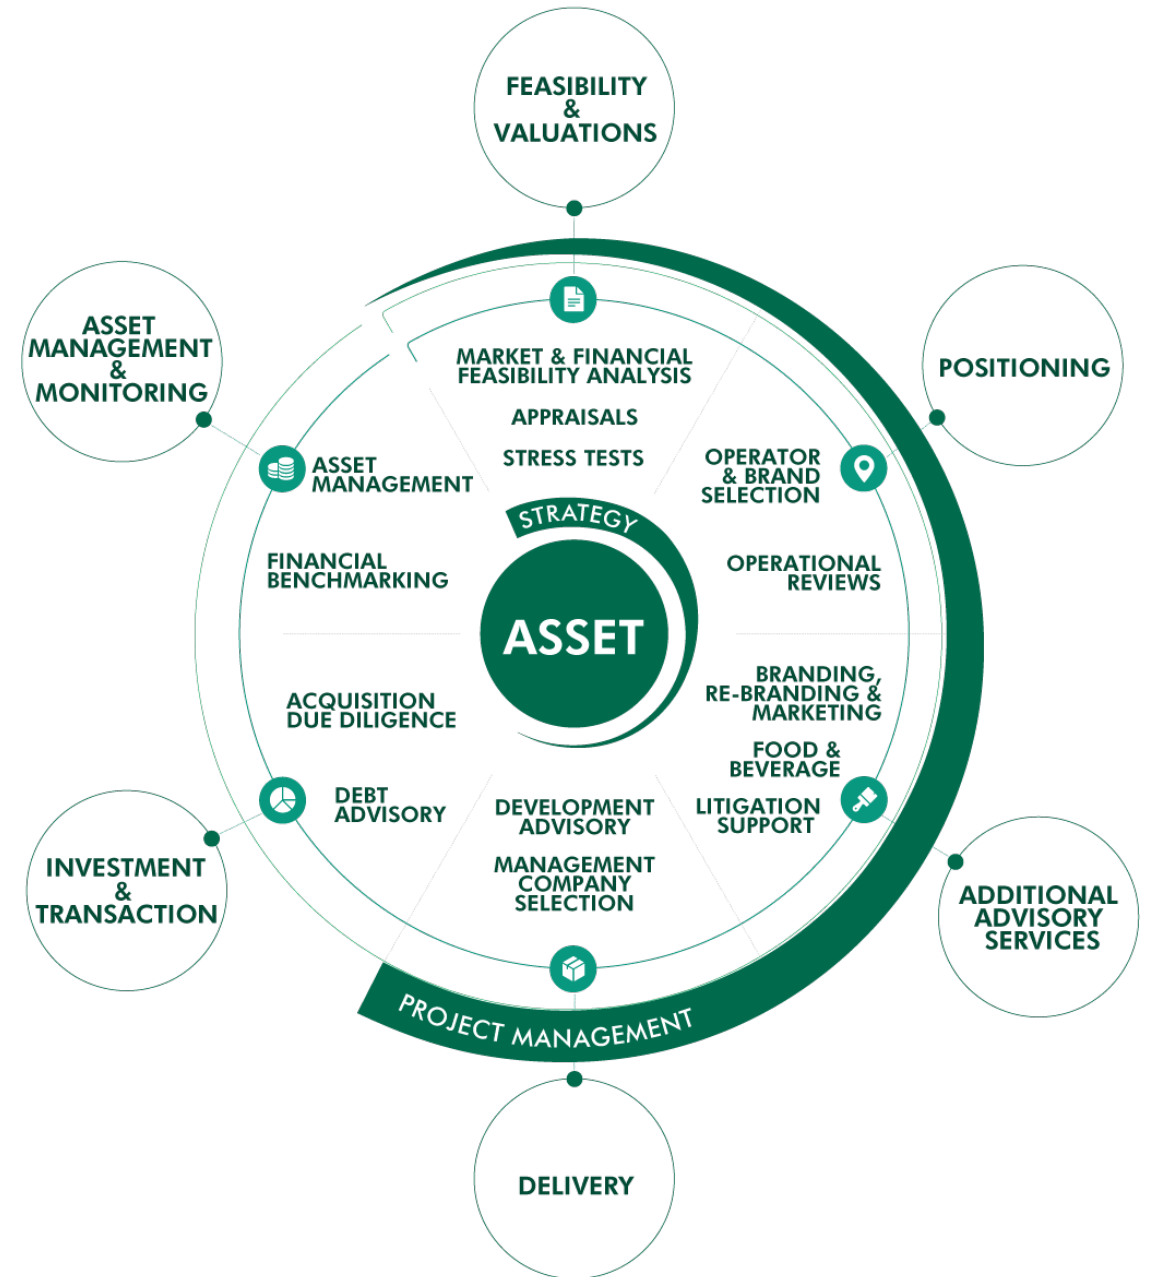 FEASIBILITY
&
VALUATIONS
ASSET
MANAGEMENT
&
MONITORING
POSITIONING
MARKET & FINANCIAL
FEASIBILITY ANALYSIS
APPRAISALS
STRESS TESTS
OPERATOR
& BRAND
SELECTION
OPERATIONAL
REVIEWS
ASSET
MANAGEMENT
FINANCIAL
BENCHMARKING
STRATEGY
ASSET
BRANDING,
RE-BRANDING &
MARKETING
FOOD &
BEVERAGE
LITIGATION
SUPPORT
ACQUISITION
DUE DILIGENCE
DEBT
ADVISORY
DEVELOPMENT
ADVISORY
MANAGEMENT
COMPANY
SELECTION
INVESTMENT
&
TRANSACTION
ADDITIONAL
ADVISORY
SERVICES
PROJECT MANAGEMENT
DELIVERY